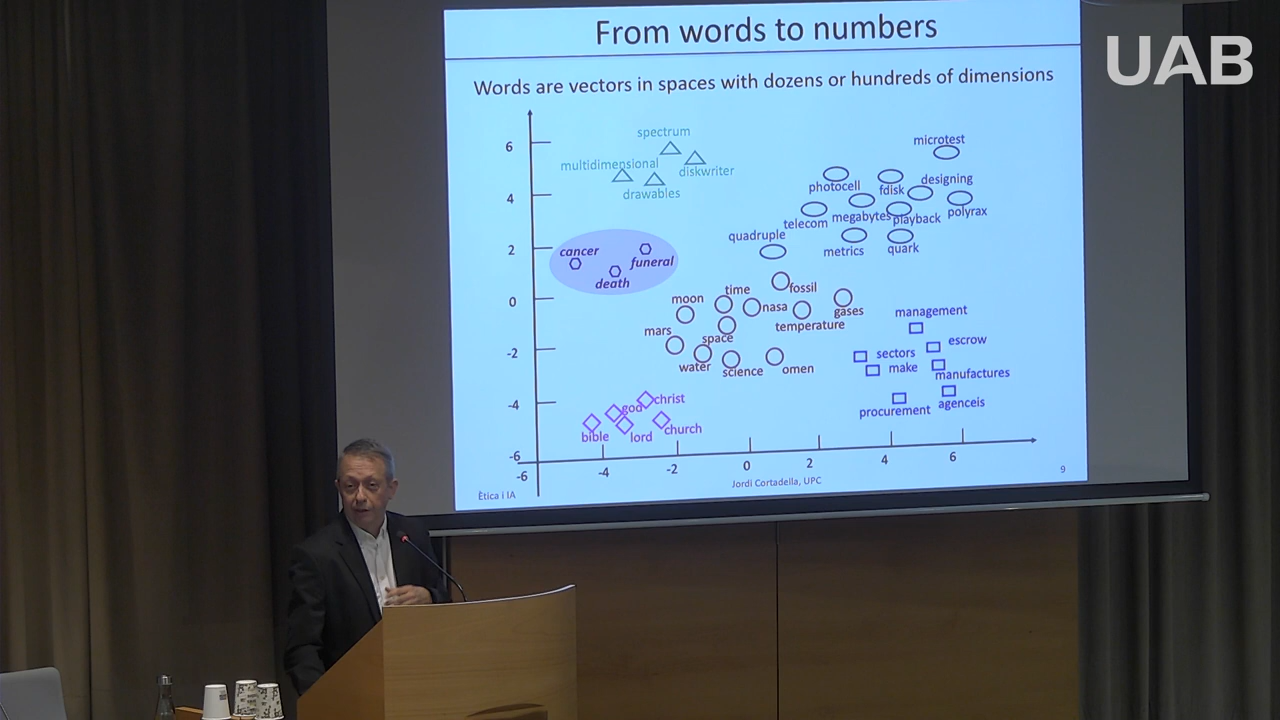 From words to numbers
UAB
Words are vectors in spaces with dozens or hundreds of dimensions
6
spectrum
microtest
multidimensional
diskwriter
drawables
photocell
fdisk
designing
4
telecom
megabytes
playback
polyrax
quadruple
metrics
quark
2
cancer
funeral
death
0
moon
time
nasa
fossil
gases
temperature
management
mars
space
-2
water
science
omen
sectors
escrow
make
manufactures
-4
god
christ
bible
lord
church
procurement
agenceis
-6
-6
-4
-2
0
2
4
6
Ètica i IA
Jordi Cortadella, UPC
9